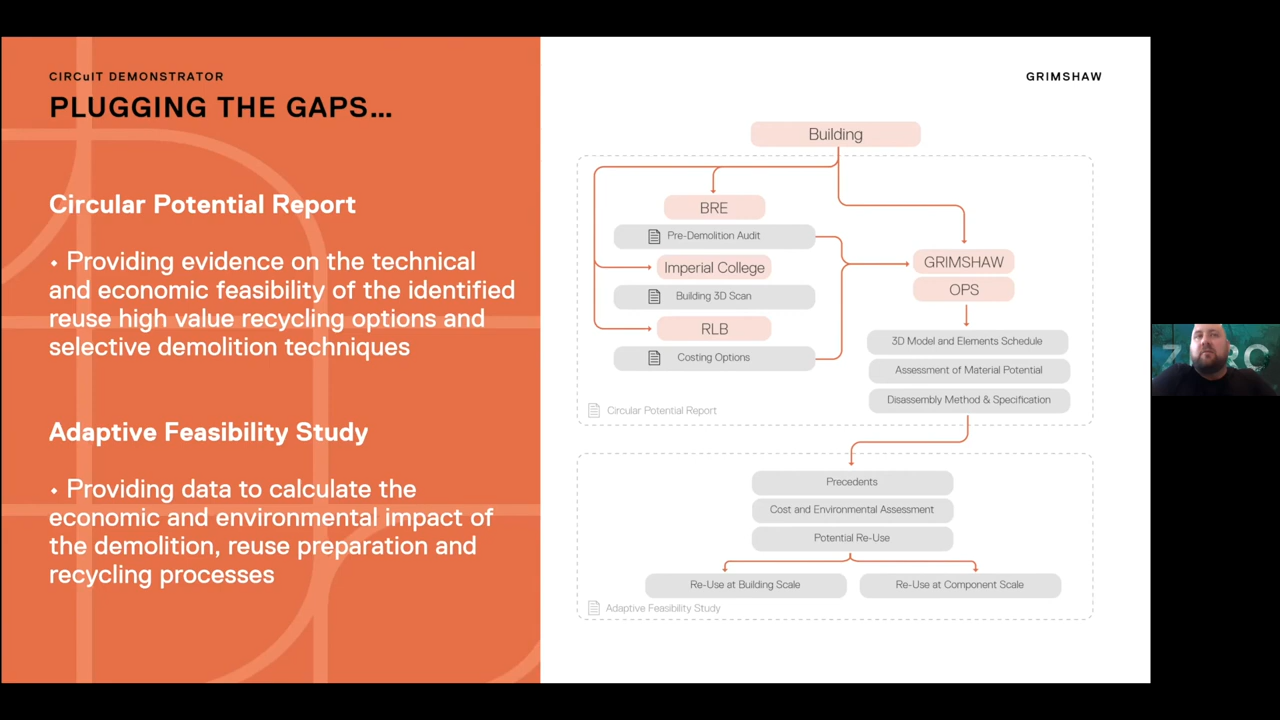 CIRCuIT DEMONSTRATOR
PLUGGING THE GAPS...
Circular Potential Report
• Providing evidence on the technical
and economic feasibility of the identified
reuse high value recycling options and
selective demolition techniques
Adaptive Feasibility Study
• Providing data to calculate the
economic and environmental impact of
the demolition, reuse preparation and
recycling processes
GRIMSHAW
Building
BRE
Pre-Demolition Audit
Imperial College
Building 3D Scan
RLB
Costing Options
Circular Potential Report
GRIMSHAW
OPS
3D Model and Elements Schedule
Assessment of Material Potential
Disassembly Method & Specification
Precedents
Cost and Environmental Assessment
Potential Re-Use
Re-Use at Building Scale
Re-Use at Component Scale
Adaptive Feasibility Study